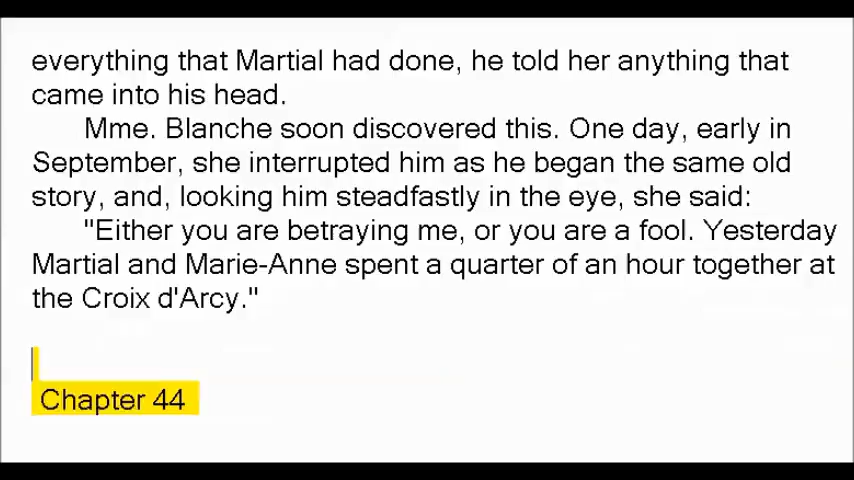 everything that Martial had done, he told her anything that
came into his head.
Mme. Blanche soon discovered this. One day, early in
September, she interrupted him as he began the same old
story, and, looking him steadfastly in the eye, she said:
"Either you are betraying me, or you are a fool. Yesterday
Martial and Marie-Anne spent a quarter of an hour together at
the Croix d'Arcy."
Chapter 44